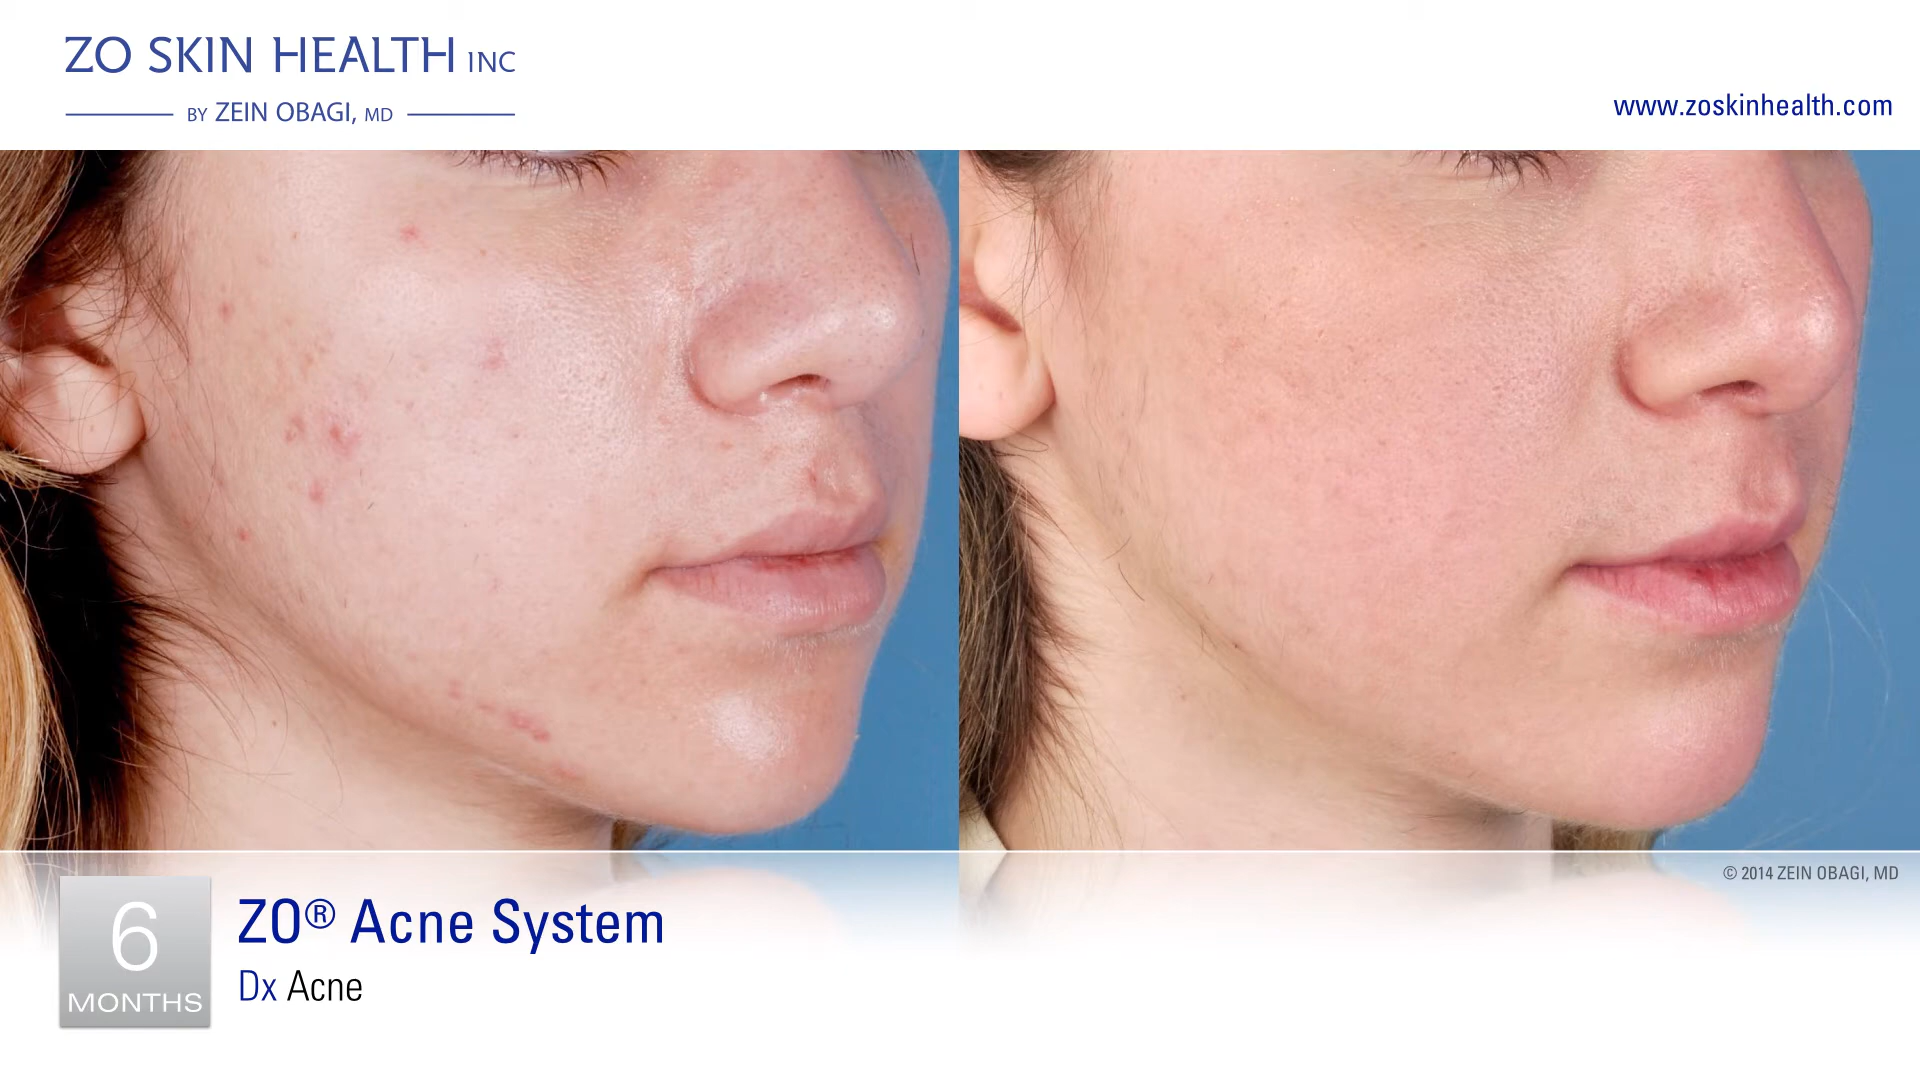 ZO SKIN HEALTH INC
BY ZEIN OBAGI, MD
www.zoskinhealth.com
© 2014 ZEIN OBAGI, MD
6
MONTHS
ZO® Acne System
Dx Acne